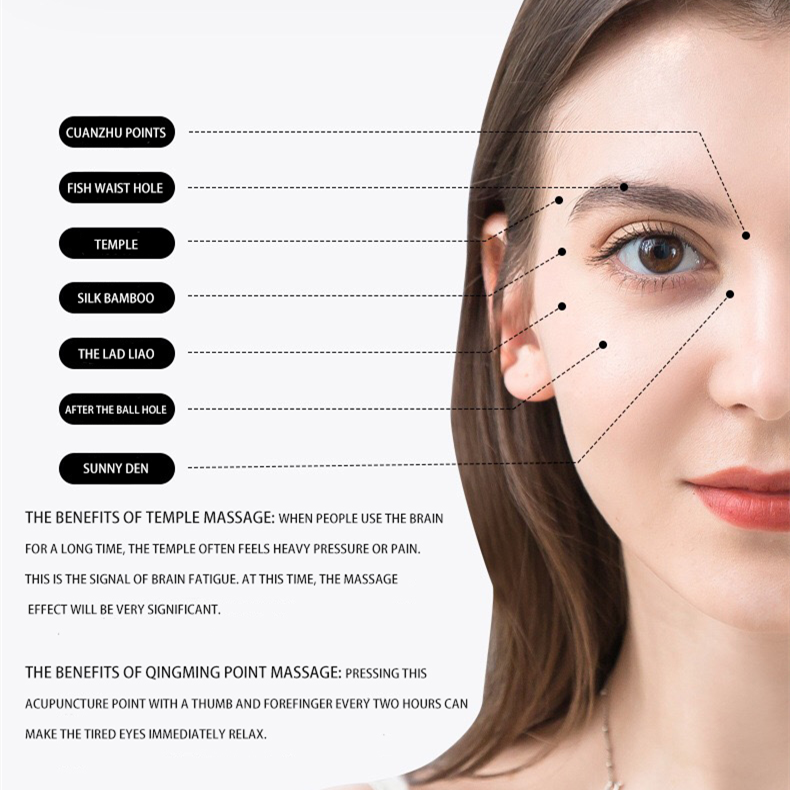 CUANZHU POINTS
FISH WAIST HOLE
TEMPLE
SILK BAMBOO
THE LAD LIAO
AFTER THE BALL HOLE
SUNNY DEN
THE BENEFITS OF TEMPLE MASSAGE: WHEN PEOPLE USE THE BRAIN
FOR A LONG TIME, THE TEMPLE OFTEN FEELS HEAVY PRESSURE OR PAIN.
THIS IS THE SIGNAL OF BRAIN FATIGUE. AT THIS TIME, THE MASSAGE
EFFECT WILL BE VERY SIGNIFICANT.
THE BENEFITS OF QINGMING POINT MASSAGE: PRESSING THIS
ACUPUNCTURE POINT WITH A THUMB AND FOREFINGER EVERY TWO HOURS CAN
MAKE THE TIRED EYES IMMEDIATELY RELAX.